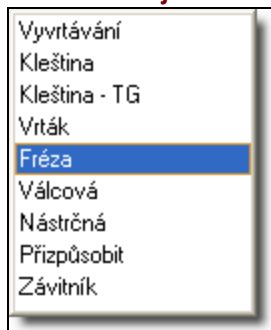 Vyvrtávání
Kleština
Kleština - TG
Vrták
Fréza
Válcová
Nástrčná
Přizpůsobit
Závitník